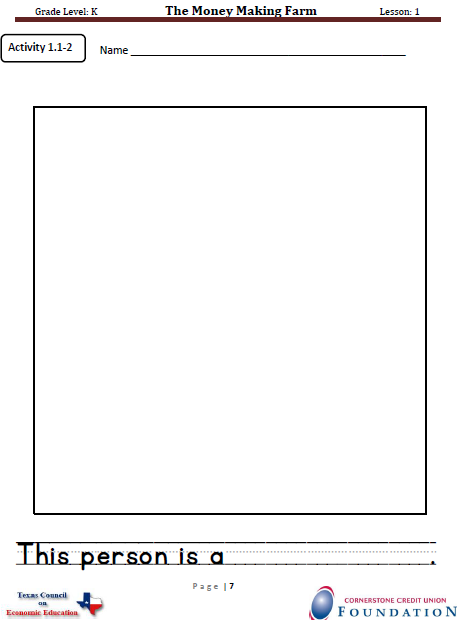 Grade Level: K The Money Making Farm Lesson: 1
Activity 1.1-2 Name
This person is a .
Page | 7
Texas Council
on
Economic Education
CORNERSTONE CREDIT UNION
FOUNDATION